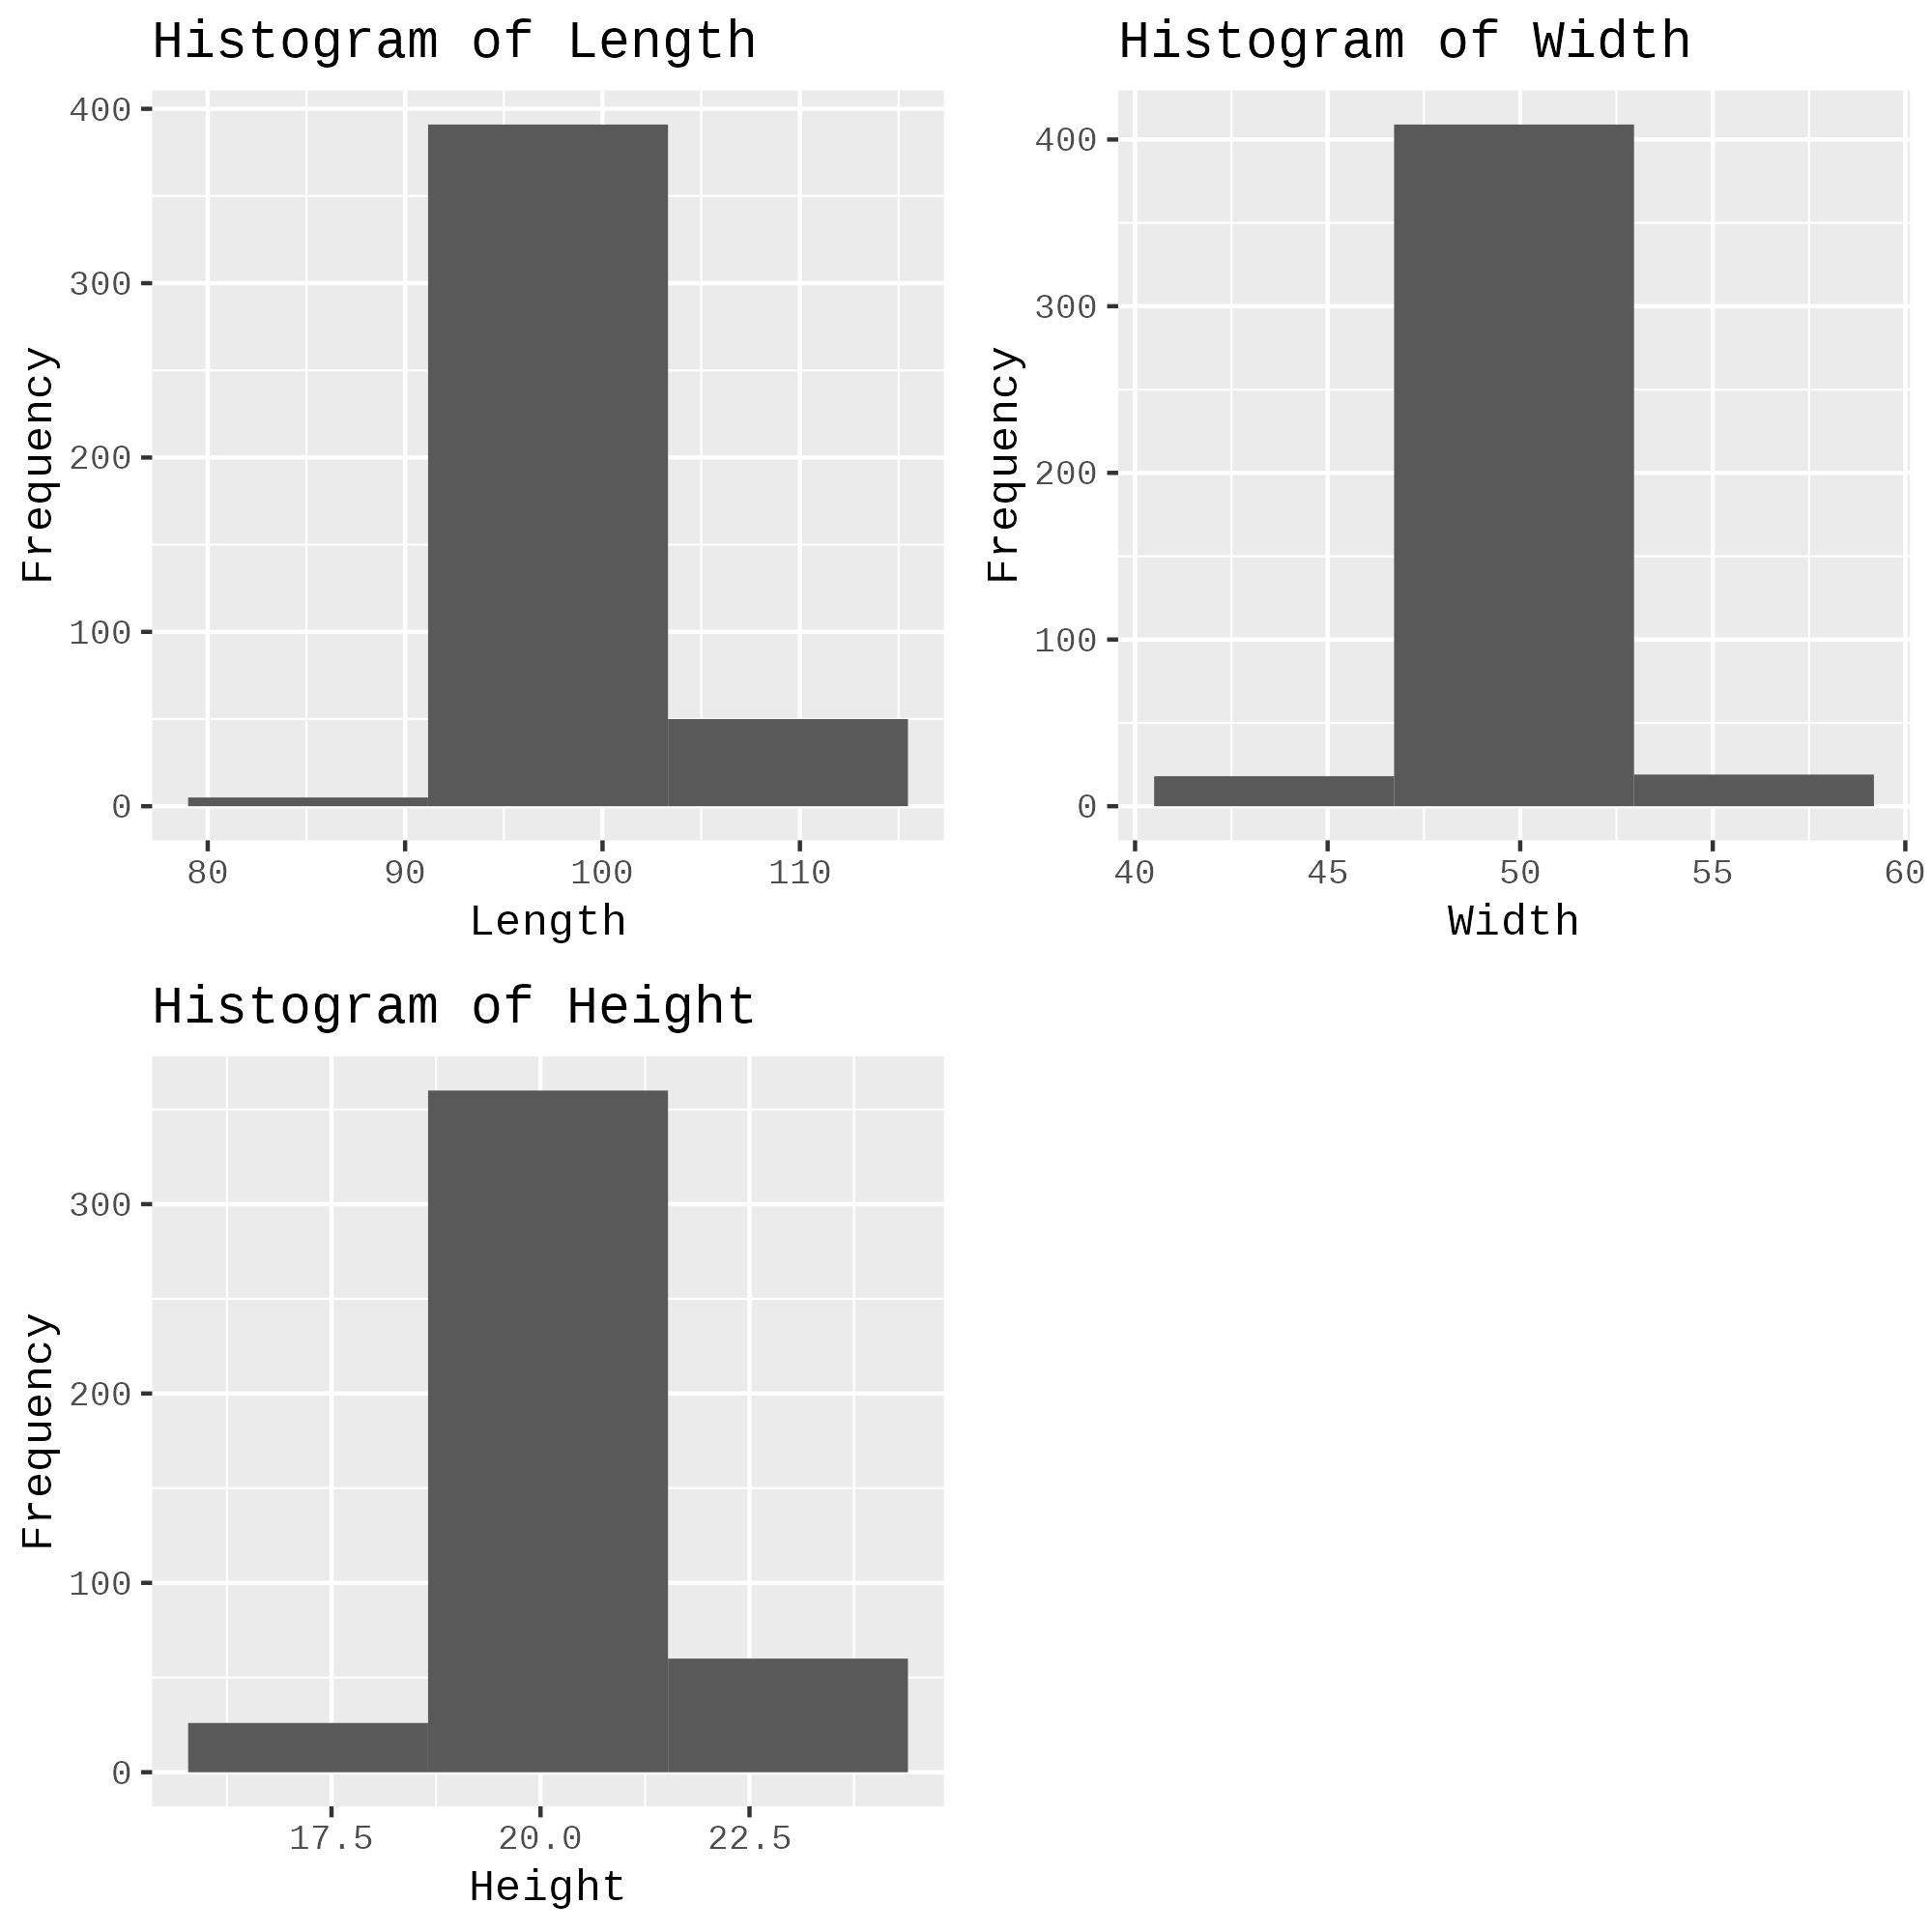 Histogram of Length
400
300
200
100
0
Frequency
80 90 100 110
Length
Histogram of Width
400
300
200
100
0
Frequency
40 45 50 55 60
Width
Histogram of Height
300
200
100
0
Frequency
17.5 20.0 22.5
Height